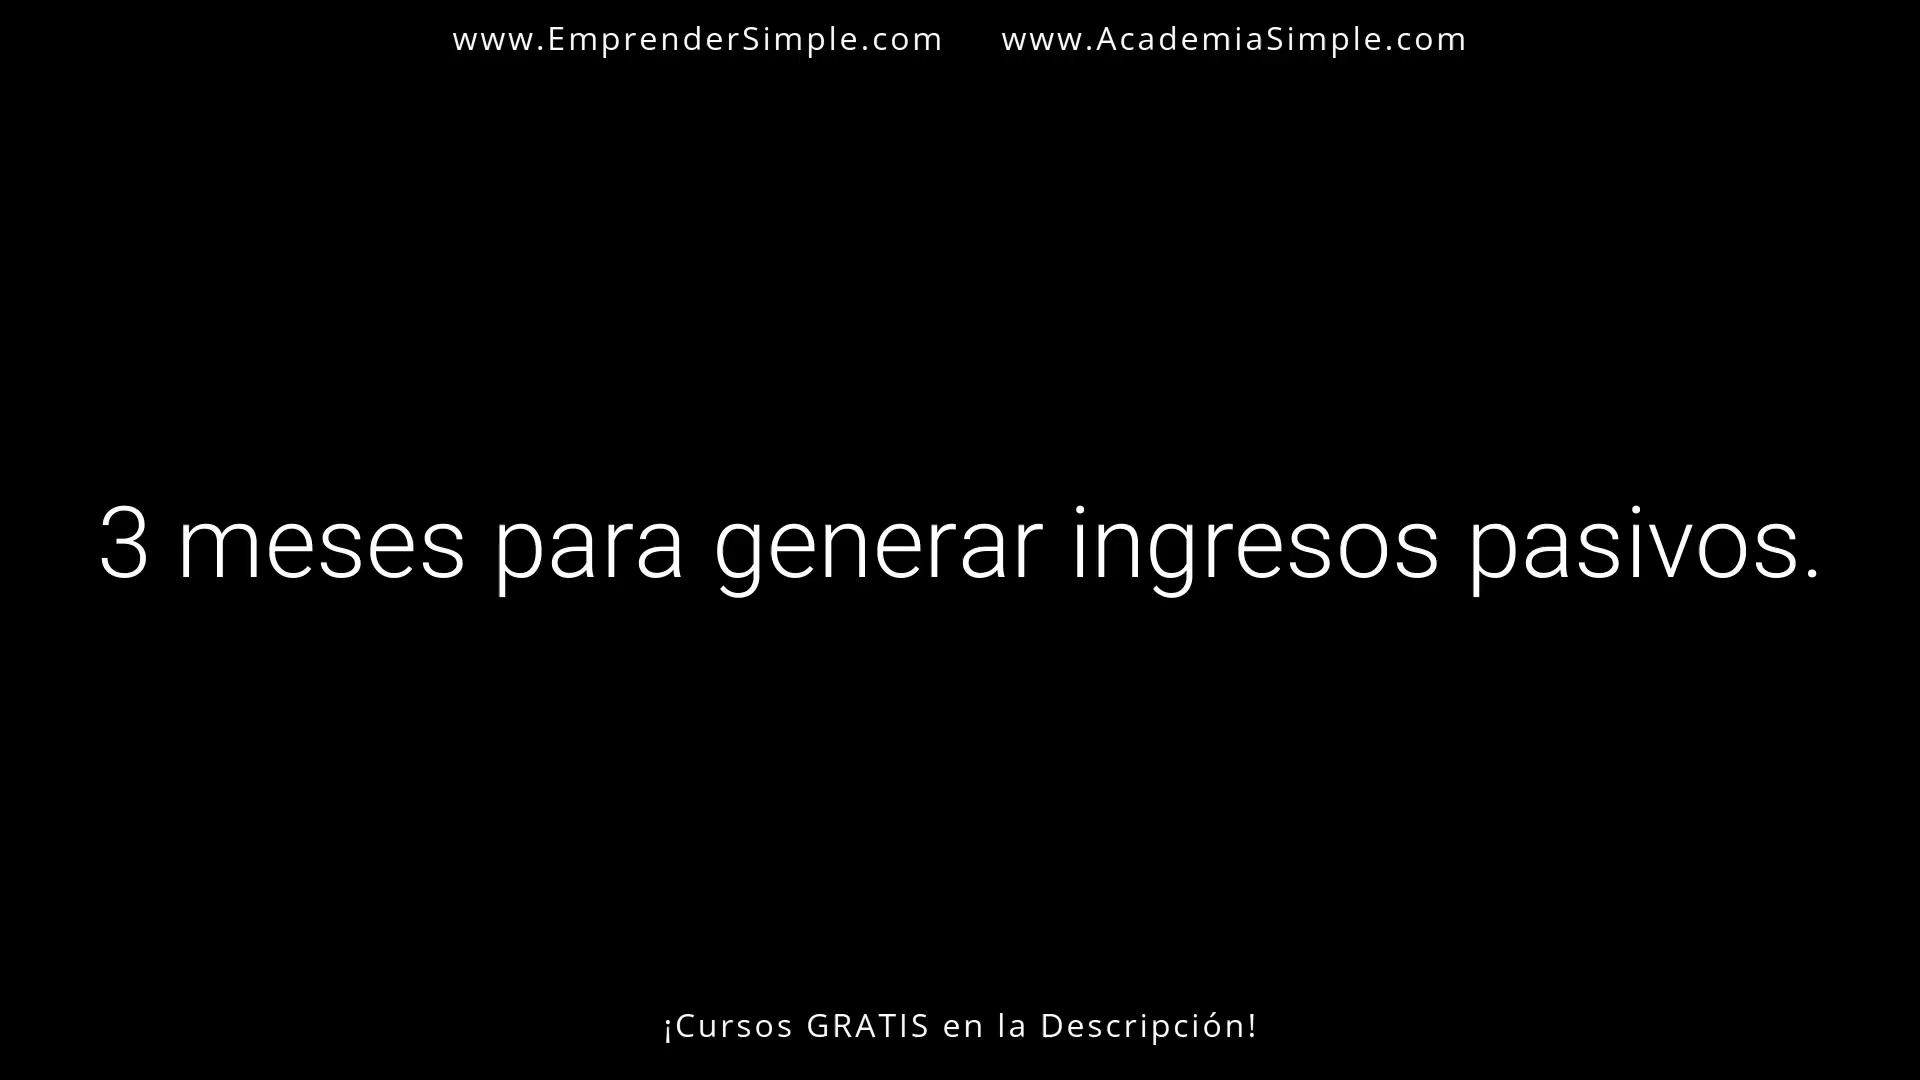 www.EmprenderSimple.com www.AcademiaSimple.com
3 meses para generar ingresos pasivos.
¡Cursos GRATIS en la Descripción!